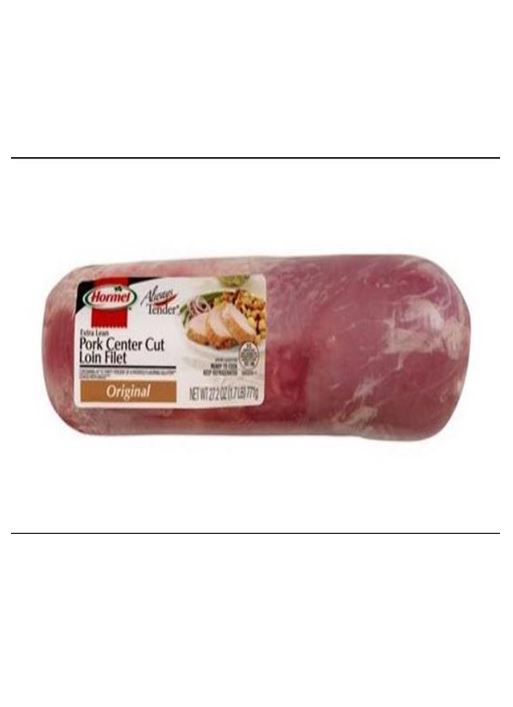 Hormel
Always
Tender®
Extra Lean
Pork Center Cut
Loin Filet
Original
READY TO COOK
KEEP REFRIGERATED
NET WT 27.2 OZ (1.7 LB) 771g